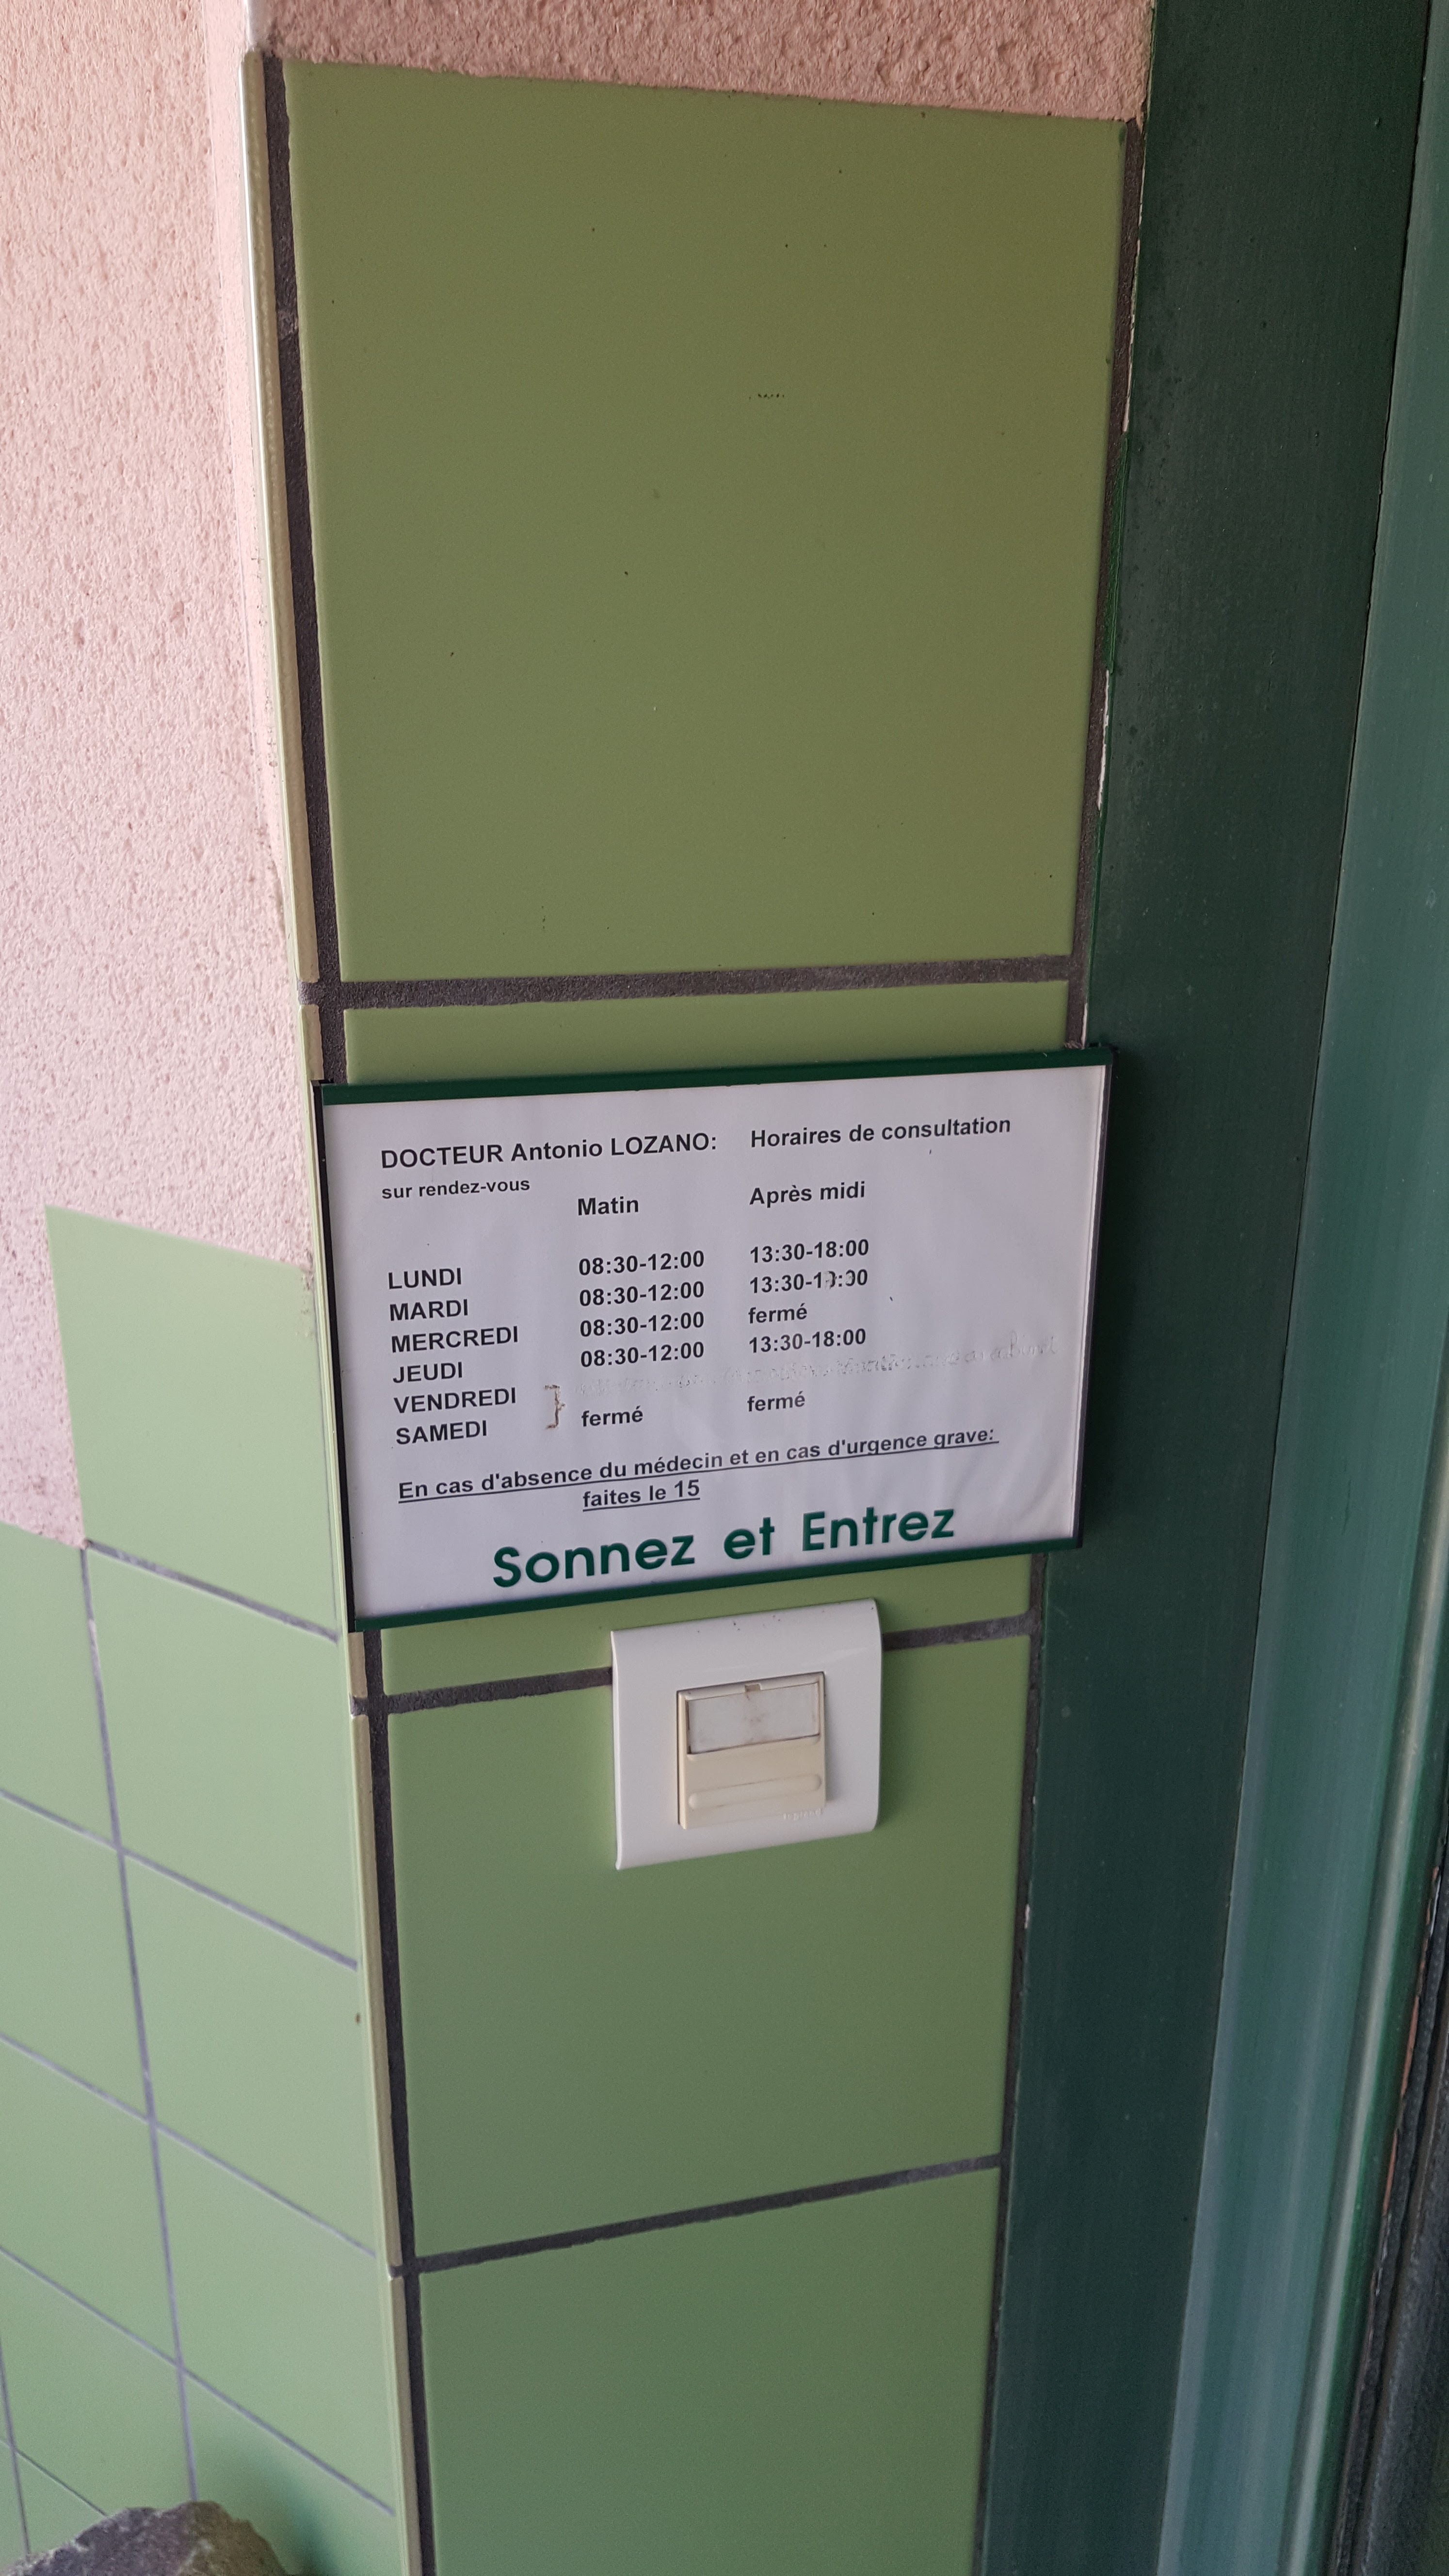 DOCTEUR Antonio LOZANO: Horaires de consultation
sur rendez-vous
Matin Après midi
LUNDI 08:30-12:00 13:30-18:00
MARDI 08:30-12:00
MERCREDI 08:30-12:00 fermé
JEUDI 08:30-12:00 13:30-18:00
VENDREDI
SAMEDI } fermé fermé
En cas d'absence du médecin et en cas d'urgence grave:
faites le 15
Sonnez et Entrez